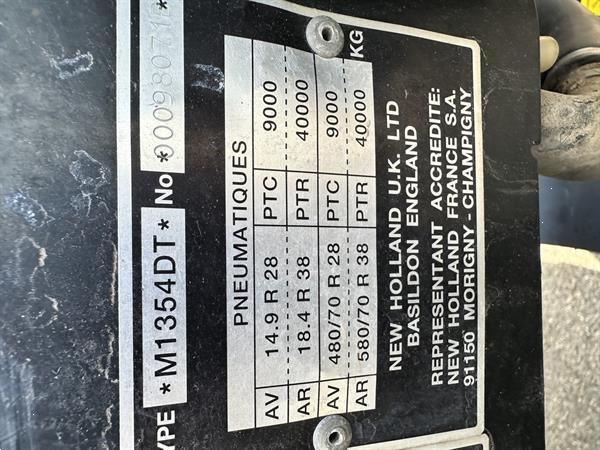 YPE *M1354DT* No *000980711*
PNEUMATIQUES
AV 14.9 R 28 PTC 9000
AR 18.4 R 38 PTR 40000
AV 480/70 R 28 PTC 9000
AR 580/70 R 38 PTR 40000 KG
NEW HOLLAND U.K. LTD
BASILDON ENGLAND
REPRESENTANT ACCREDITE:
NEW HOLLAND FRANCE S.A.
91150 MORIGNY - CHAMPIGNY